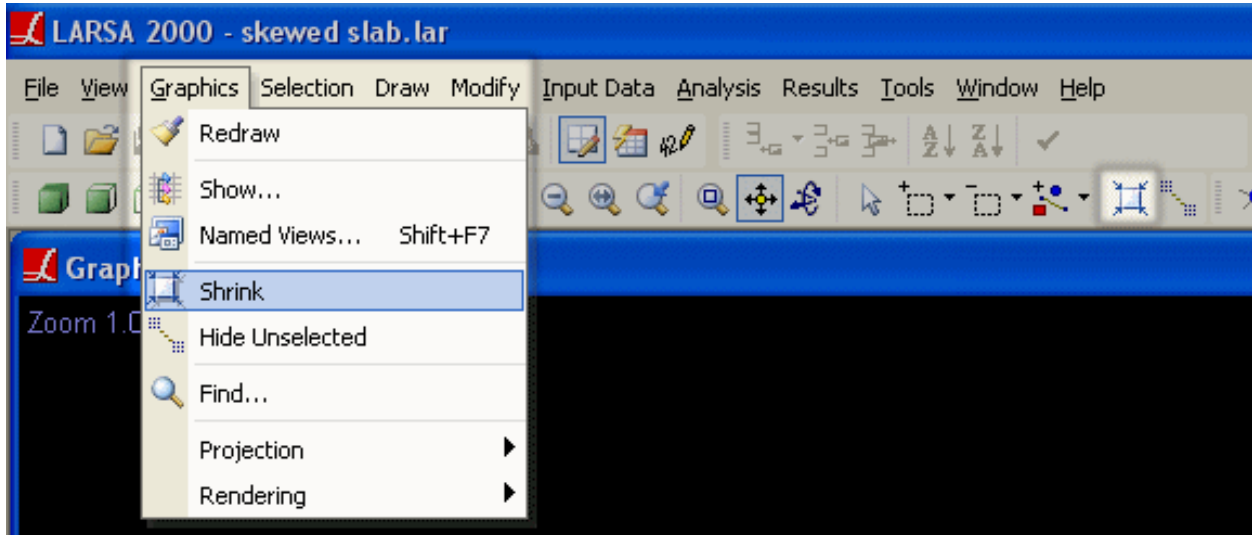 LARSA 2000 - skewed slab.lar
File View Graphics Selection Draw Modify Input Data Analysis Results Tools Window Help
Redraw
Show...
Named Views... Shift+F7
Graph
Shrink
Zoom 1.0
Hide Unselected
Find...
Projection
Rendering